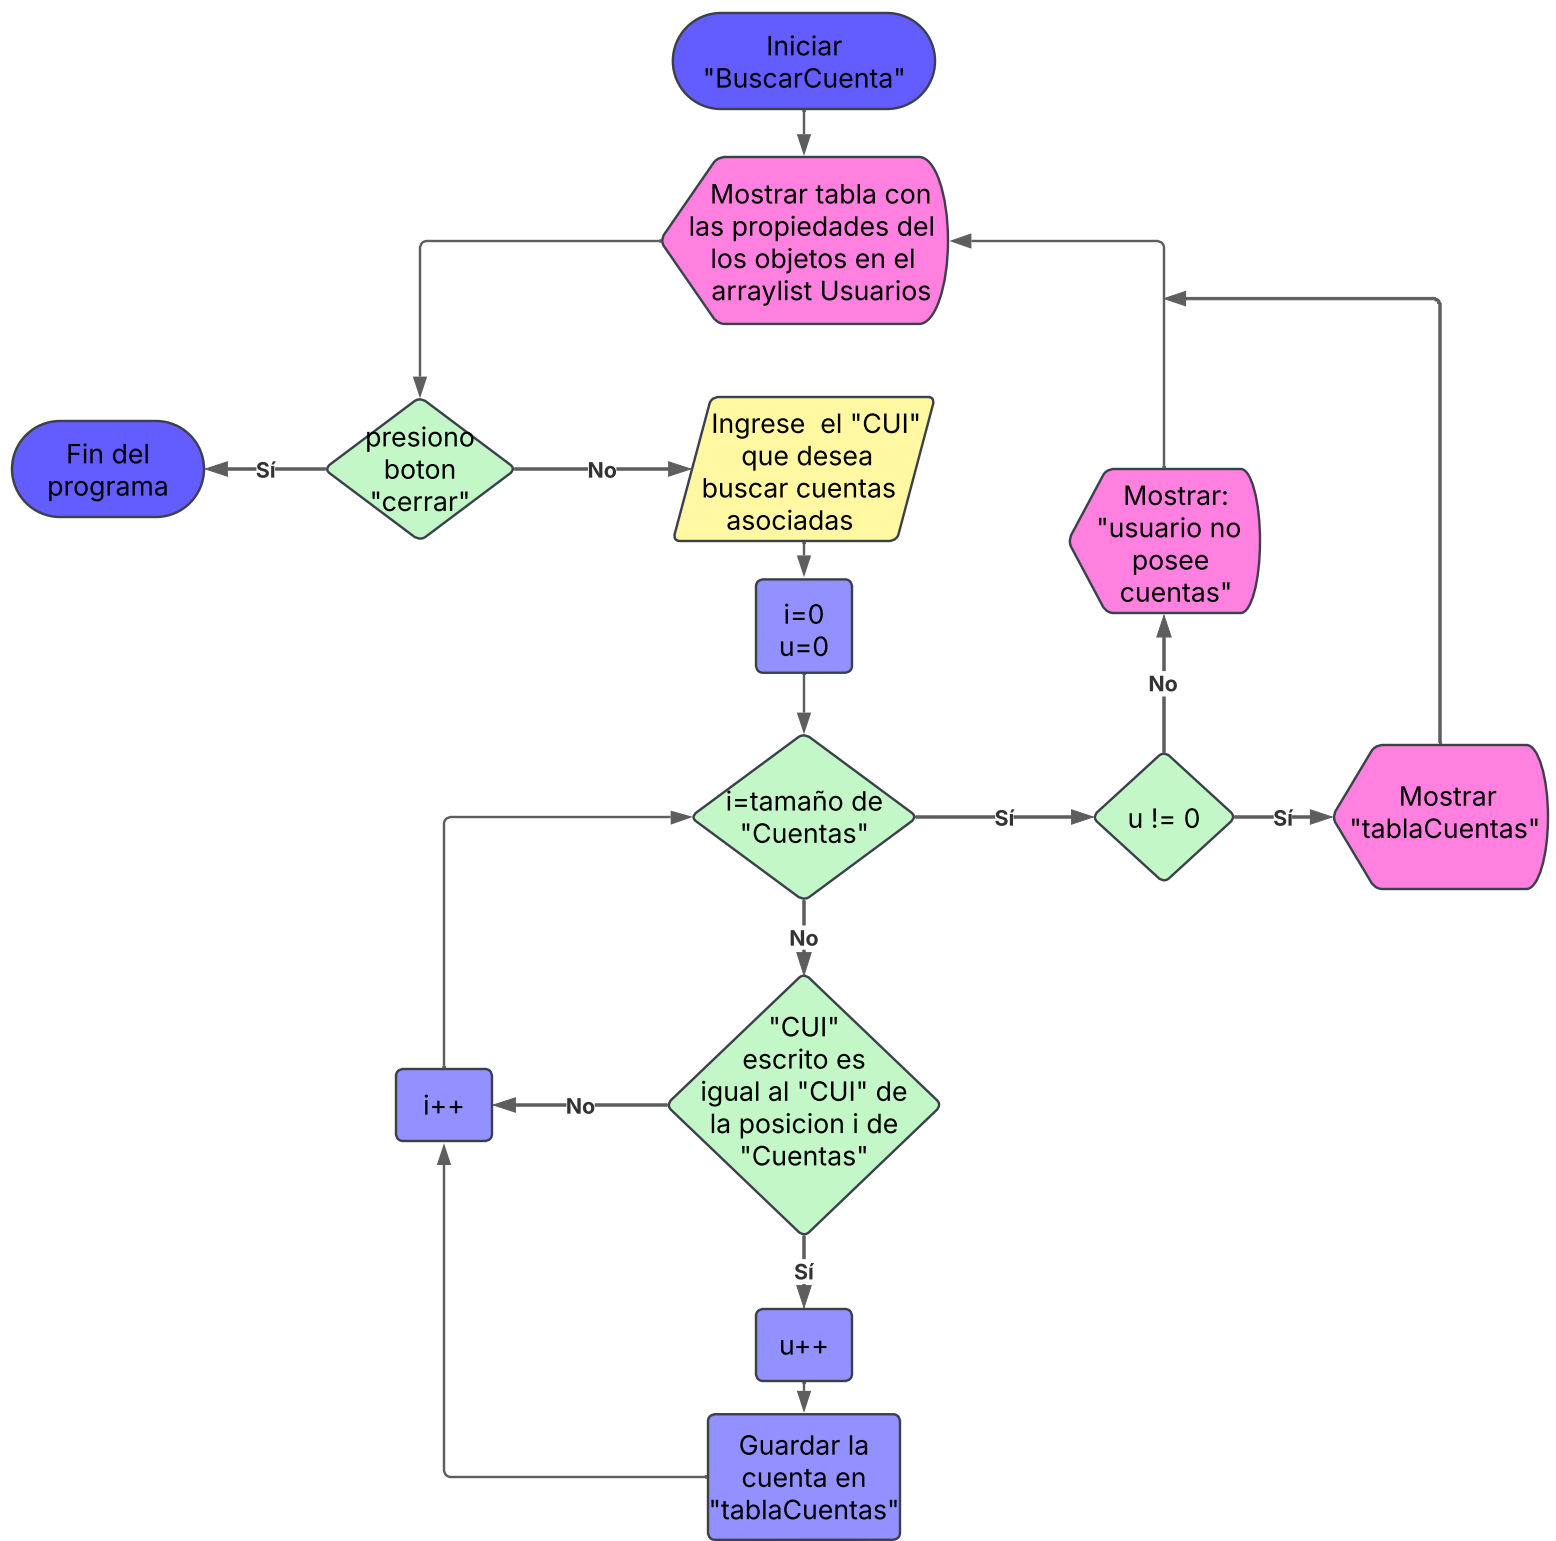 Iniciar
"BuscarCuenta"
Mostrar tabla con
las propiedades del
los objetos en el
arraylist Usuarios
presiono
boton
"cerrar"
Sí
Fin del
programa
No
Ingrese  el "CUI"
que desea
buscar cuentas
asociadas
i=0
u=0
i=tamaño de
"Cuentas"
Sí
u != 0
No
Mostrar:
"usuario no
posee
cuentas"
Sí
Mostrar
"tablaCuentas"
No
"CUI"
escrito es
igual al "CUI" de
la posicion i de
"Cuentas"
No
i++
Sí
u++
Guardar la
cuenta en
"tablaCuentas"